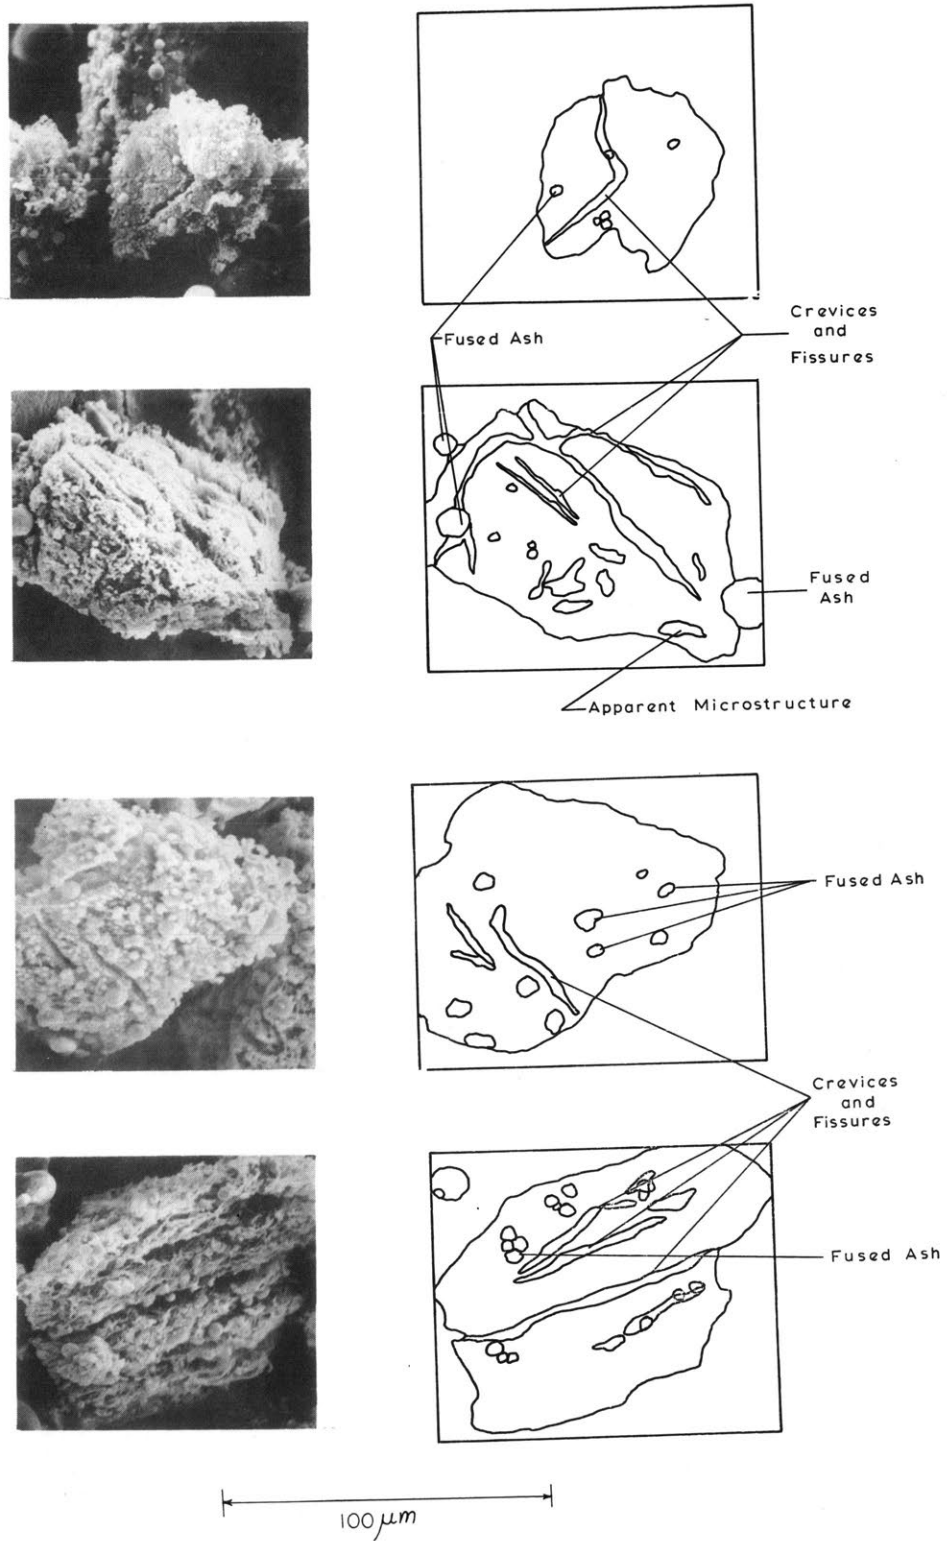 Crevices
and
Fissures
Fused Ash
Fused
Ash
Apparent Microstructure
Fused Ash
Crevices
and
Fissures
Fused Ash
100 μm